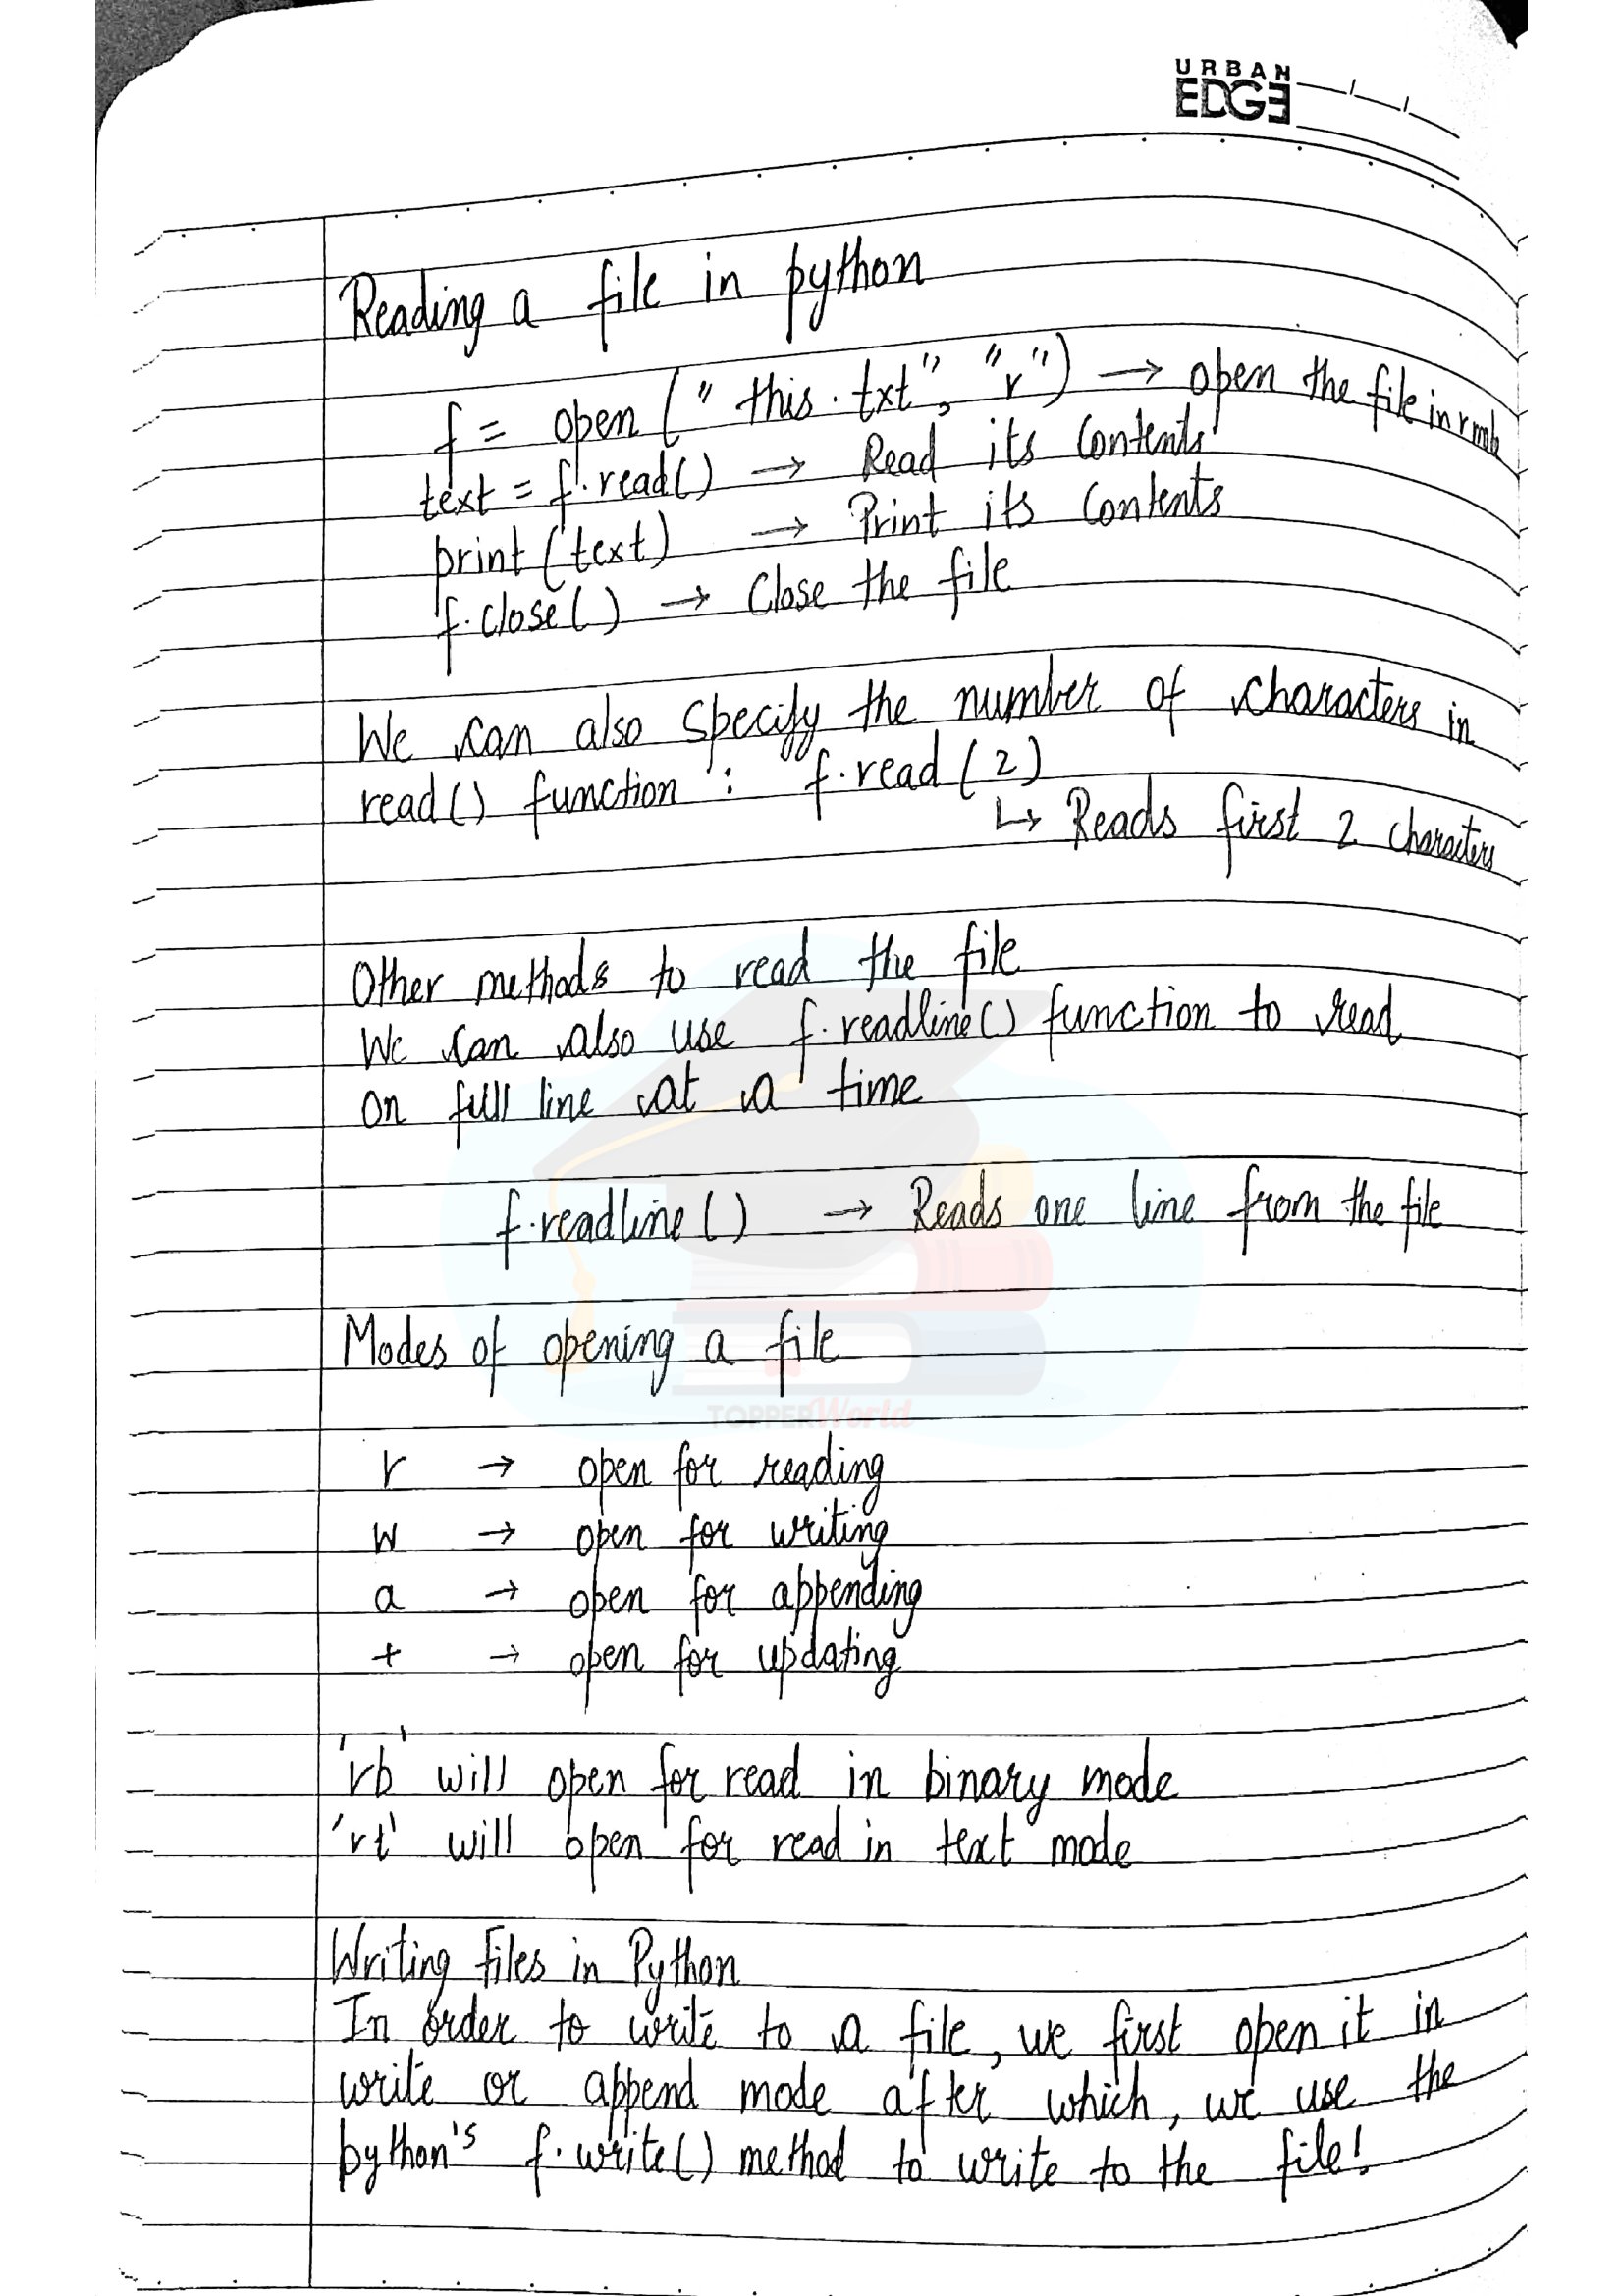 URBAN
EDGE
Reading a file in python
f = open ("this.txt", "r") → open the file in r mode
text = f.read() → Read its contents
print (text) → Print its contents
f.close() → Close the file
We can also specify the number of characters in
read() function : f.read (2)
↳ Reads first 2 characters
Other methods to read the file
We can also use f.readline() function to read
on full line at a time
f.readline() → Reads one line from the file
Modes of opening a file
TOPPERWorld
r → open for reading
w → open for writing
a → open for appending
+ → open for updating
'rb' will open for read in binary mode
'rt' will open for read in text mode
Writing files in Python
In order to write to a file, we first open it in
write or append mode after which, we use the
python's f.write() method to write to the file!